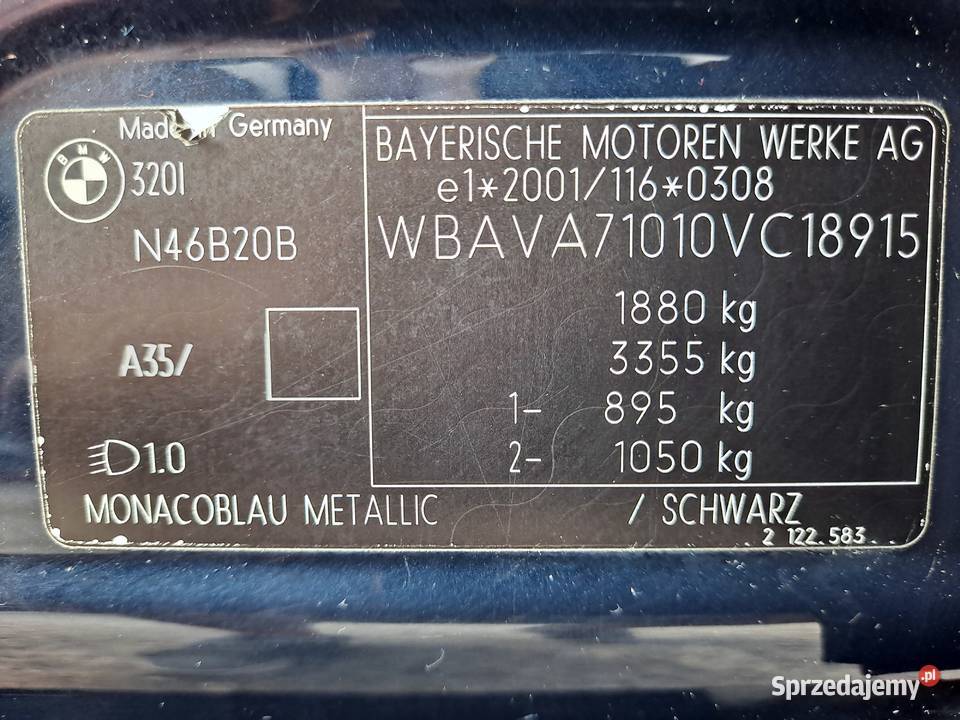 Made in Germany
BMW
320I
N46B20B
A35/
1.0
BAYERISCHE MOTOREN WERKE AG
e1*2001/116*0308
WBAVA71010VC18915
1880 kg
3355 kg
1- 895 kg
2- 1050 kg
MONACOBLAU METALLIC / SCHWARZ
2 122.583
Sprzedajemy.pl